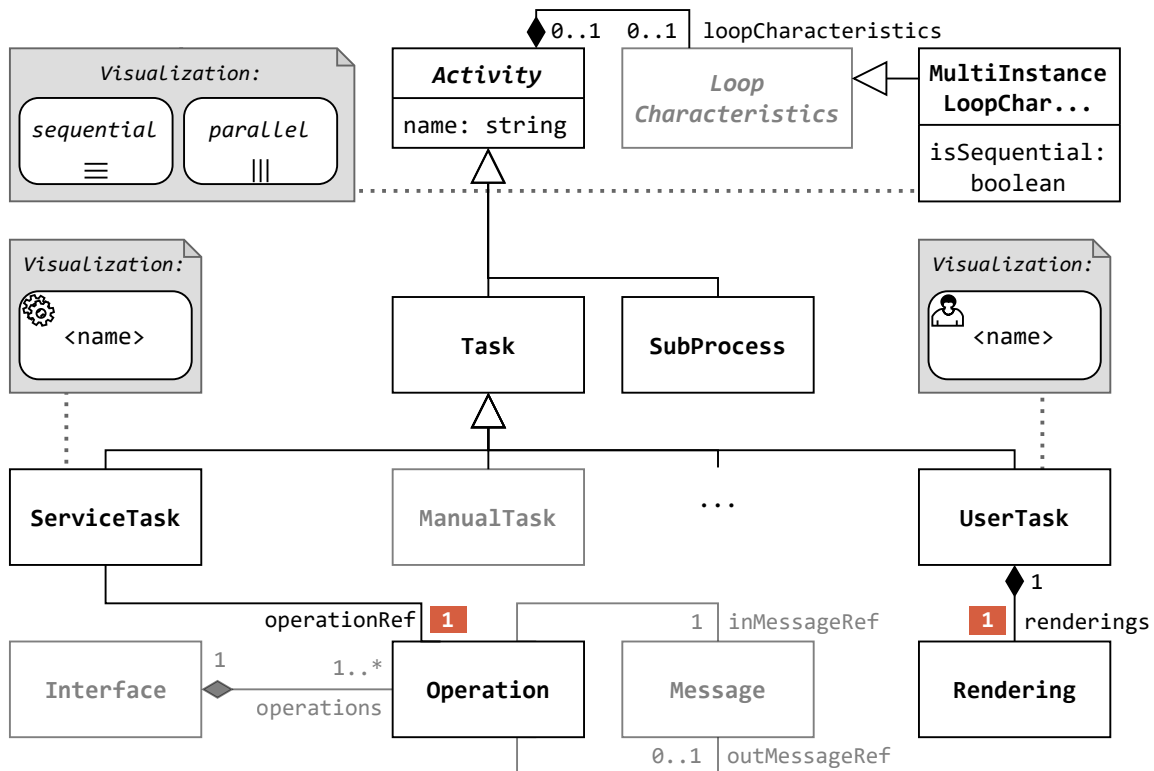 0..1
0..1
loopCharacteristics
Visualization:
sequential
parallel
Activity
name: string
Loop
Characteristics
MultiInstance
LoopChar...
isSequential:
boolean
Visualization:
<name>
Visualization:
<name>
Task
SubProcess
ServiceTask
ManualTask
...
UserTask
1
operationRef
1
1
inMessageRef
1
renderings
Interface
1
1..*
operations
Operation
Message
Rendering
0..1
outMessageRef